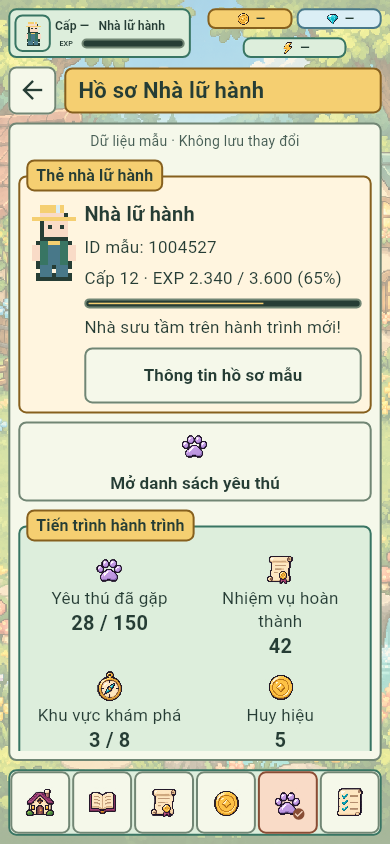 Cấp — Nhà lữ hành
EXP
—
—
—
Hồ sơ Nhà lữ hành
Dữ liệu mẫu · Không lưu thay đổi
Thẻ nhà lữ hành
Nhà lữ hành
ID mẫu: 1004527
Cấp 12 · EXP 2.340 / 3.600 (65%)
Nhà sưu tầm trên hành trình mới!
Thông tin hồ sơ mẫu
Mở danh sách yêu thú
Tiến trình hành trình
Yêu thú đã gặp
28 / 150
Nhiệm vụ hoàn
thành
42
Khu vực khám phá
3 / 8
Huy hiệu
5